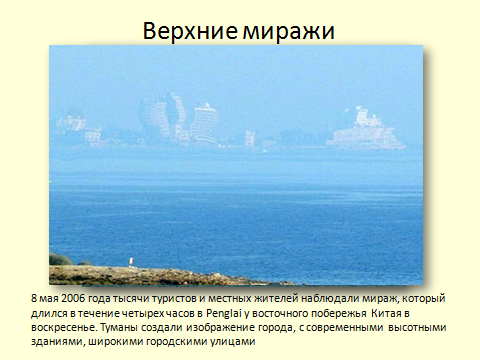 Верхние миражи
8 мая 2006 года тысячи туристов и местных жителей наблюдали мираж, который
длился в течение четырех часов в Penglai у восточного побережья Китая в
воскресенье. Туманы создали изображение города, с современными высотными
зданиями, широкими городскими улицами